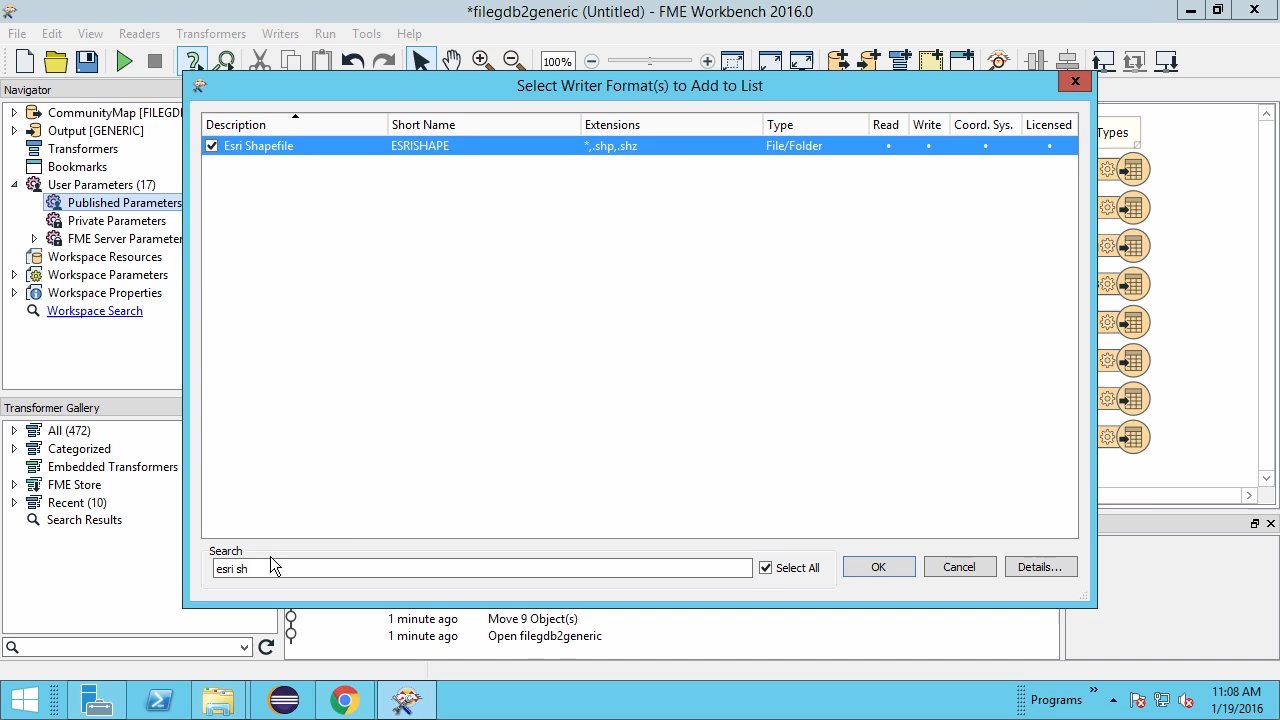 *filegdb2generic (Untitled) - FME Workbench 2016.0
File Edit View Readers Transformers Writers Run Tools Help
100%
Navigator
CommunityMap [FILEGD
Output [GENERIC]
Transformers
Bookmarks
User Parameters (17)
Published Parameters
Private Parameters
FME Server Parameter
Workspace Resources
Workspace Parameters
Workspace Properties
Workspace Search
Transformer Gallery
All (472)
Categorized
Embedded Transformers
FME Store
Recent (10)
Search Results
Select Writer Format(s) to Add to List
Description Short Name Extensions Type Read Write Coord. Sys. Licensed
Esri Shapefile ESRISHAPE *,.shp,.shz File/Folder • • • •
Search
esri sh
Select All
OK Cancel Details...
Types
1 minute ago Move 9 Object(s)
1 minute ago Open filegdb2generic
Programs
11:08 AM
1/19/2016